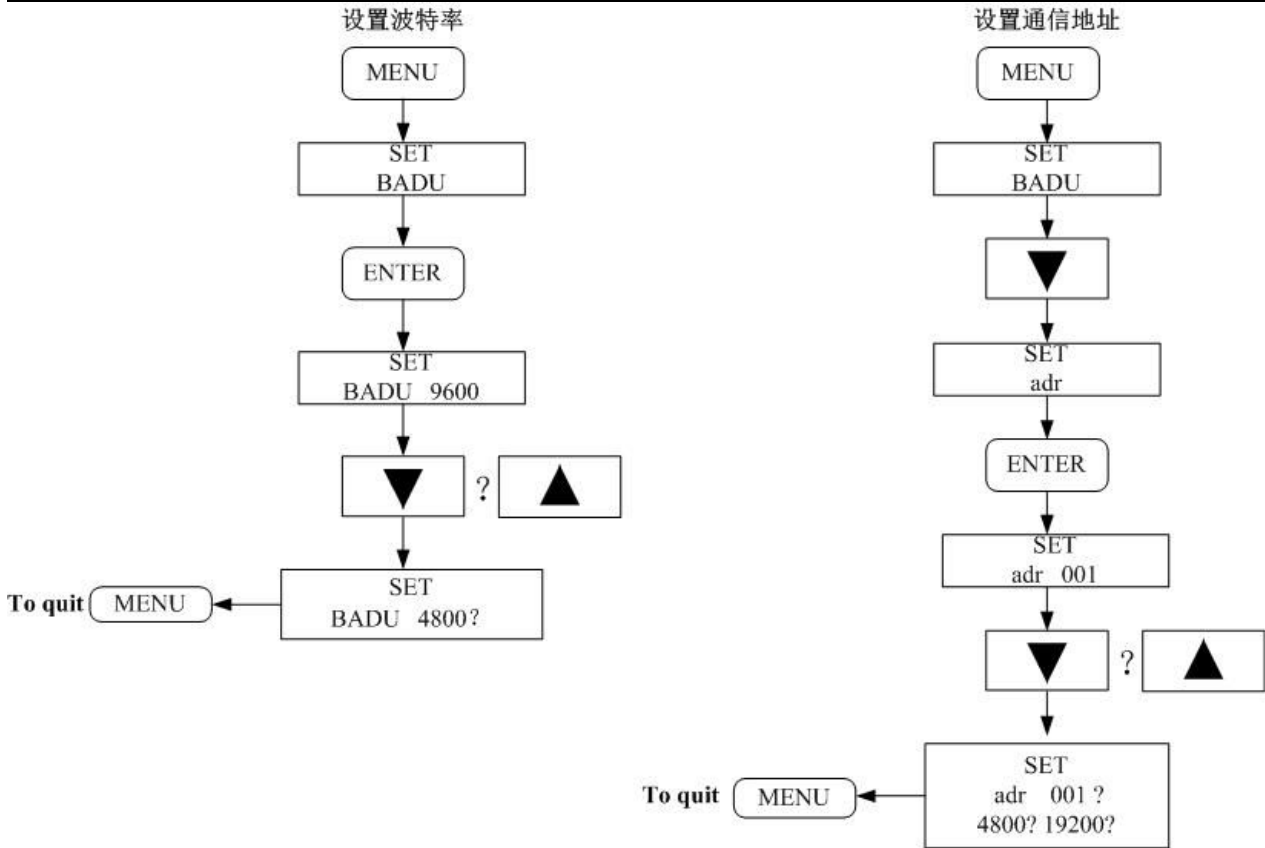 设置波特率
MENU
SET
BADU
ENTER
SET
BADU 9600
?
SET
BADU 4800?
To quit
MENU
设置通信地址
MENU
SET
BADU
SET
adr
ENTER
SET
adr 001
?
SET
adr 001 ?
4800? 19200?
To quit
MENU